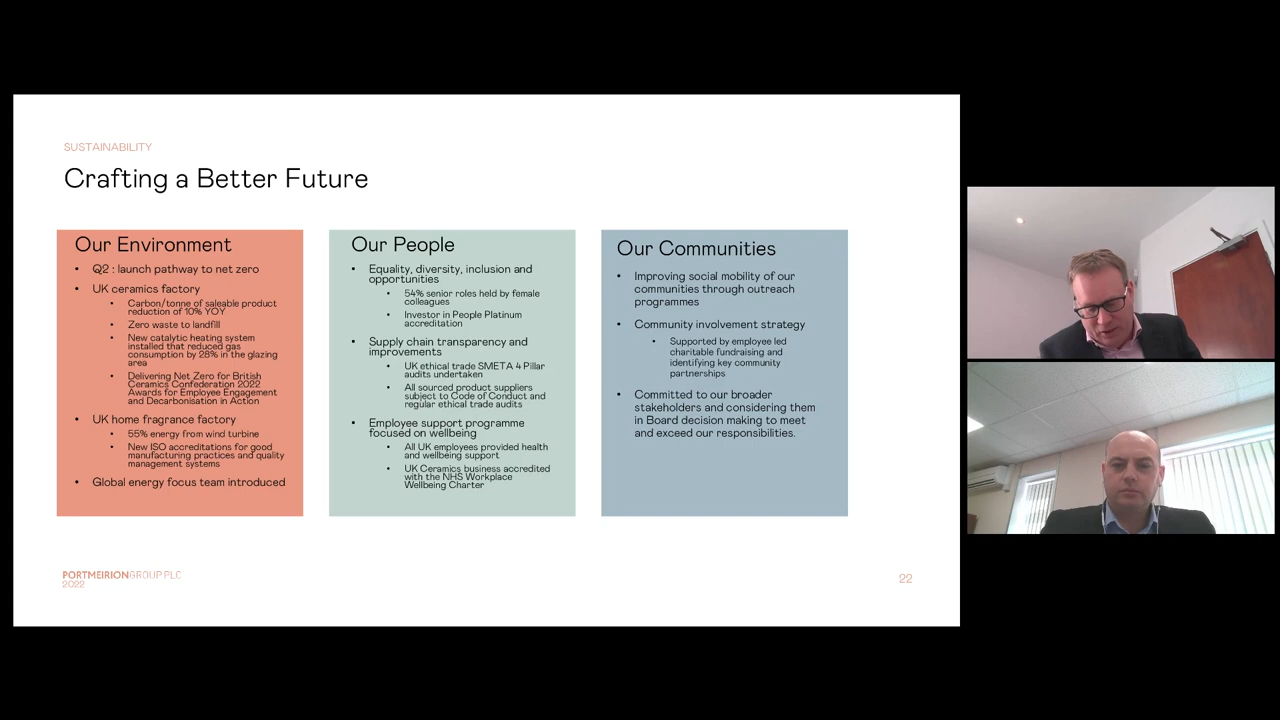 SUSTAINABILITY
Crafting a Better Future
Our Environment
• Q2 : launch pathway to net zero
• UK ceramics factory
• Carbon/tonne of saleable product
reduction of 10% YOY
• Zero waste to landfill
• New catalytic heating system
installed that reduced gas
consumption by 28% in the glazing
area
• Delivering Net Zero for British
Ceramics Confederation 2022
Awards for Employee Engagement
and Decarbonisation in Action
• UK home fragrance factory
• 55% energy from wind turbine
• New ISO accreditations for good
manufacturing practices and quality
management systems
• Global energy focus team introduced
Our People
• Equality, diversity, inclusion and
opportunities
• 54% senior roles held by female
colleagues
• Investor in People Platinum
accreditation
• Supply chain transparency and
improvements
• UK ethical trade SMETA 4 Pillar
audits undertaken
• All sourced product suppliers
subject to Code of Conduct and
regular ethical trade audits
• Employee support programme
focused on wellbeing
• All UK employees provided health
and wellbeing support
• UK Ceramics business accredited
with the NHS Workplace
Wellbeing Charter
Our Communities
• Improving social mobility of our
communities through outreach
programmes
• Community involvement strategy
• Supported by employee led
charitable fundraising and
identifying key community
partnerships
• Committed to our broader
stakeholders and considering them
in Board decision making to meet
and exceed our responsibilities.
PORTMEIRION GROUP PLC
2022
22